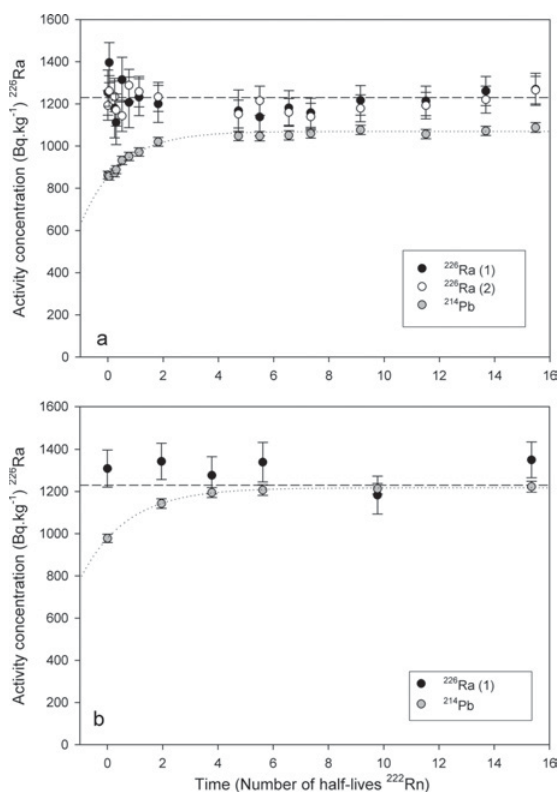 1600
1400
1200
1000
800
600
400
200
0
Activity concentration (Bq.kg⁻¹) ²²⁶Ra
²²⁶Ra (1)
²²⁶Ra (2)
²¹⁴Pb
a
0 2 4 6 8 10 12 14 16
1600
1400
1200
1000
800
600
400
200
0
Activity concentration (Bq.kg⁻¹) ²²⁶Ra
²²⁶Ra (1)
²¹⁴Pb
b
0 2 4 6 8 10 12 14 16
Time (Number of half-lives ²²²Rn)